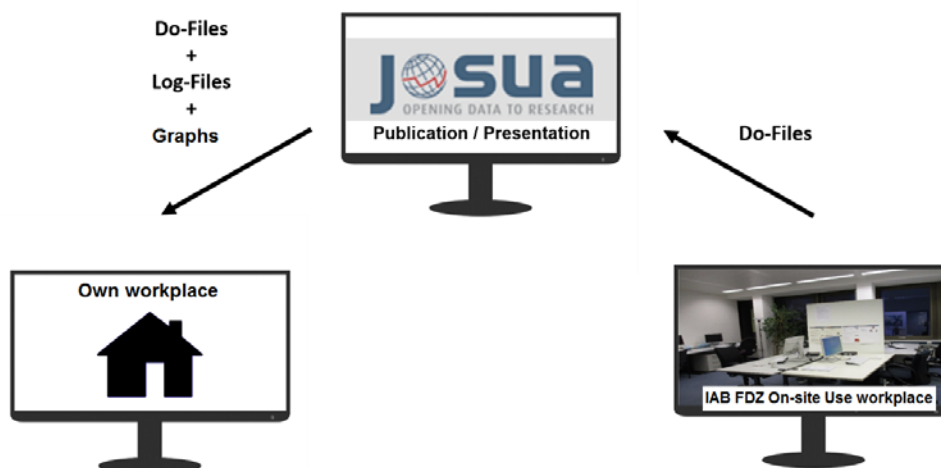 Do-Files
+
Log-Files
+
Graphs
JOSUA
OPENING DATA TO RESEARCH
Publication / Presentation
Do-Files
Own workplace
IAB FDZ On-site Use workplace